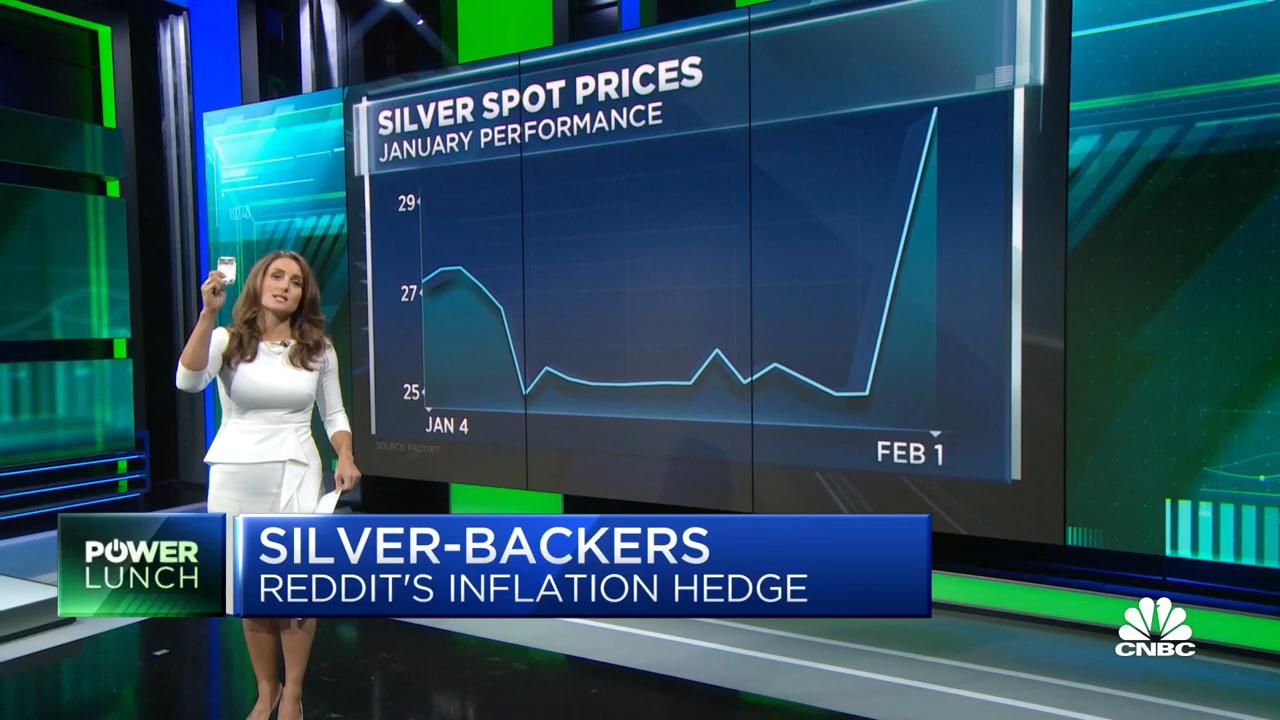 SILVER SPOT PRICES
JANUARY PERFORMANCE
29
27
25
JAN 4
FEB 1
SOURCE: FACTSET
POWER
LUNCH
SILVER-BACKERS
REDDIT'S INFLATION HEDGE
CNBC